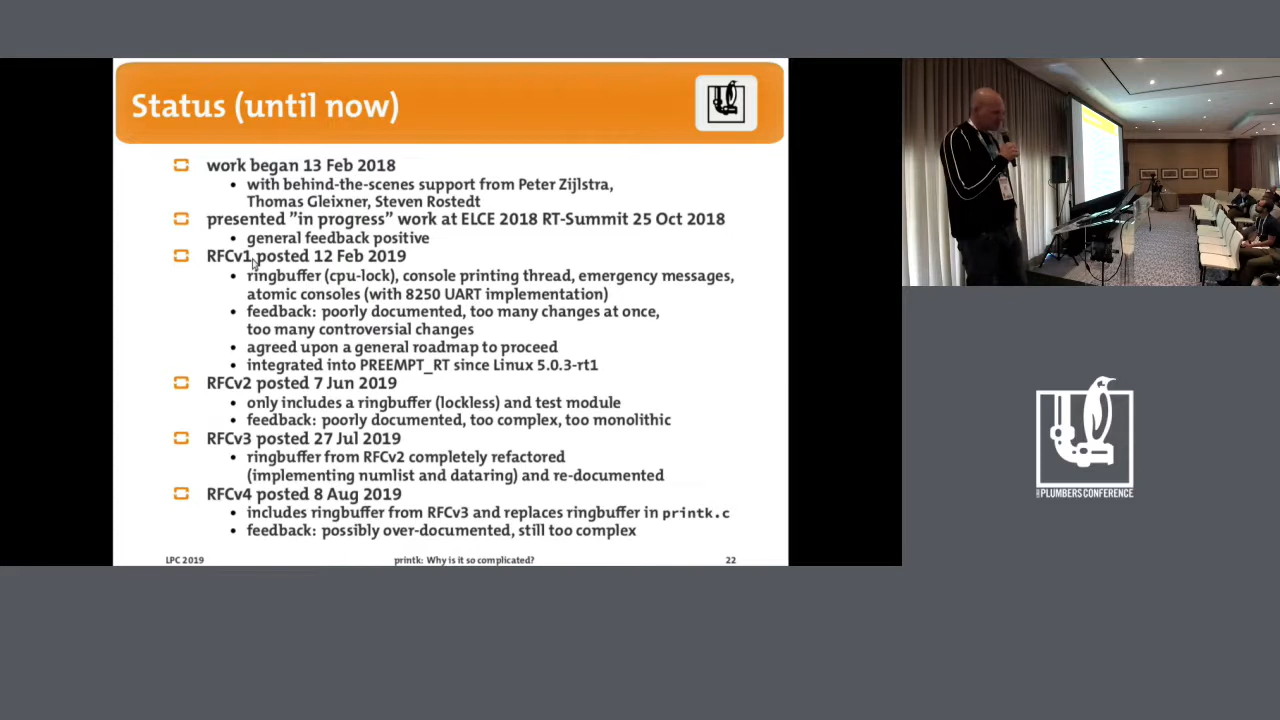 Status (until now)
work began 13 Feb 2018
• with behind-the-scenes support from Peter Zijlstra,
Thomas Gleixner, Steven Rostedt
presented ”in progress” work at ELCE 2018 RT-Summit 25 Oct 2018
• general feedback positive
RFCv1 posted 12 Feb 2019
• ringbuffer (cpu-lock), console printing thread, emergency messages,
atomic consoles (with 8250 UART implementation)
• feedback: poorly documented, too many changes at once,
too many controversial changes
• agreed upon a general roadmap to proceed
• integrated into PREEMPT_RT since Linux 5.0.3-rt1
RFCv2 posted 7 Jun 2019
• only includes a ringbuffer (lockless) and test module
• feedback: poorly documented, too complex, too monolithic
RFCv3 posted 27 Jul 2019
• ringbuffer from RFCv2 completely refactored
(implementing numlist and dataring) and re-documented
RFCv4 posted 8 Aug 2019
• includes ringbuffer from RFCv3 and replaces ringbuffer in printk.c
• feedback: possibly over-documented, still too complex
LPC 2019 printk: Why is it so complicated? 22
PLUMBERS CONFERENCE